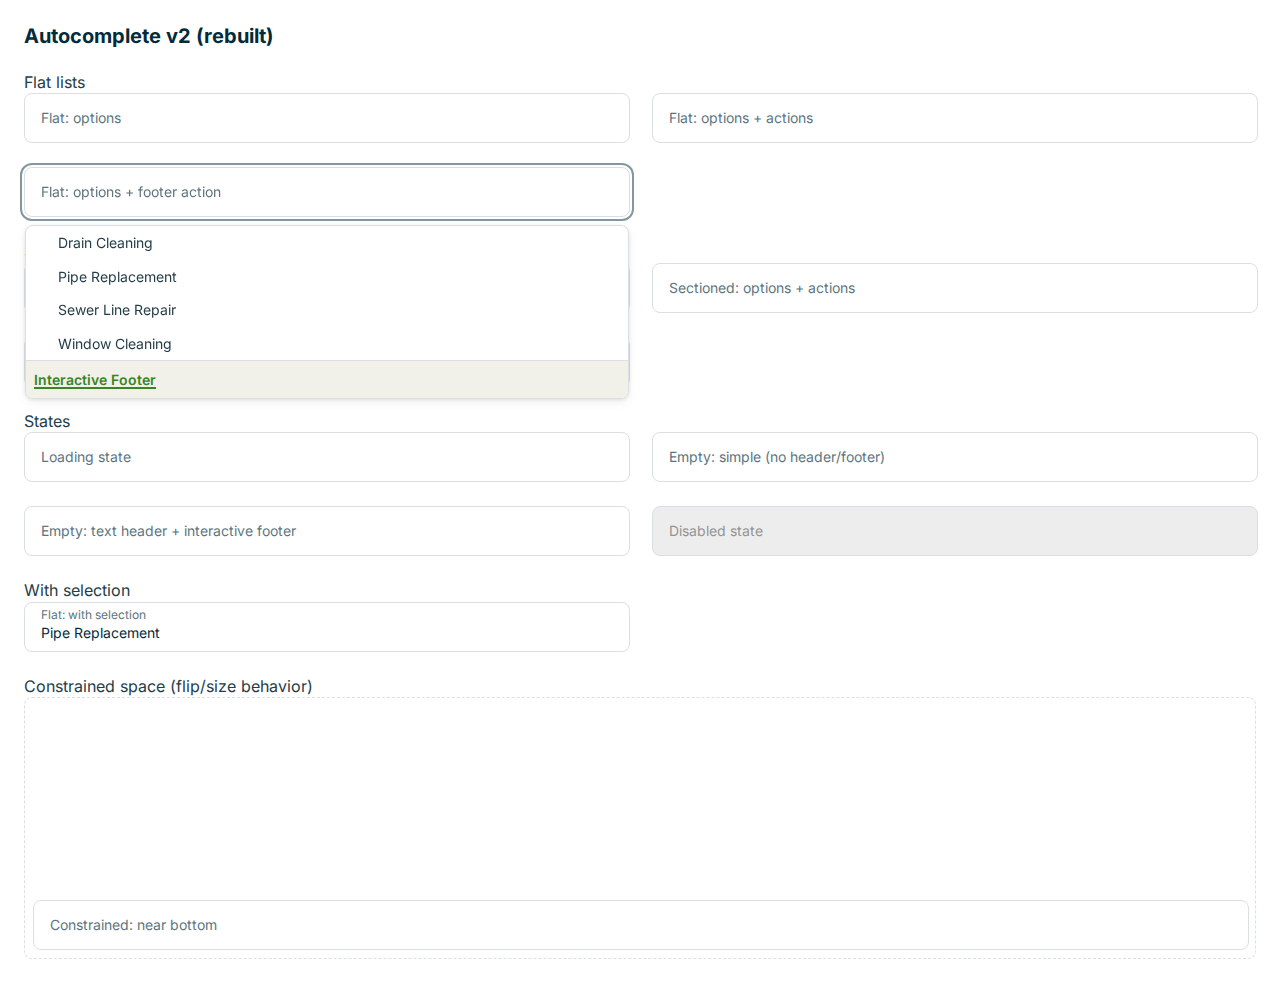 Autocomplete v2 (rebuilt)
Flat lists
Flat: options
Flat: options + actions
Flat: options + footer action
Drain Cleaning
Pipe Replacement
Sectioned: options + actions
Sewer Line Repair
Window Cleaning
Interactive Footer
States
Loading state
Empty: simple (no header/footer)
Empty: text header + interactive footer
Disabled state
With selection
Flat: with selection
Pipe Replacement
Constrained space (flip/size behavior)
Constrained: near bottom